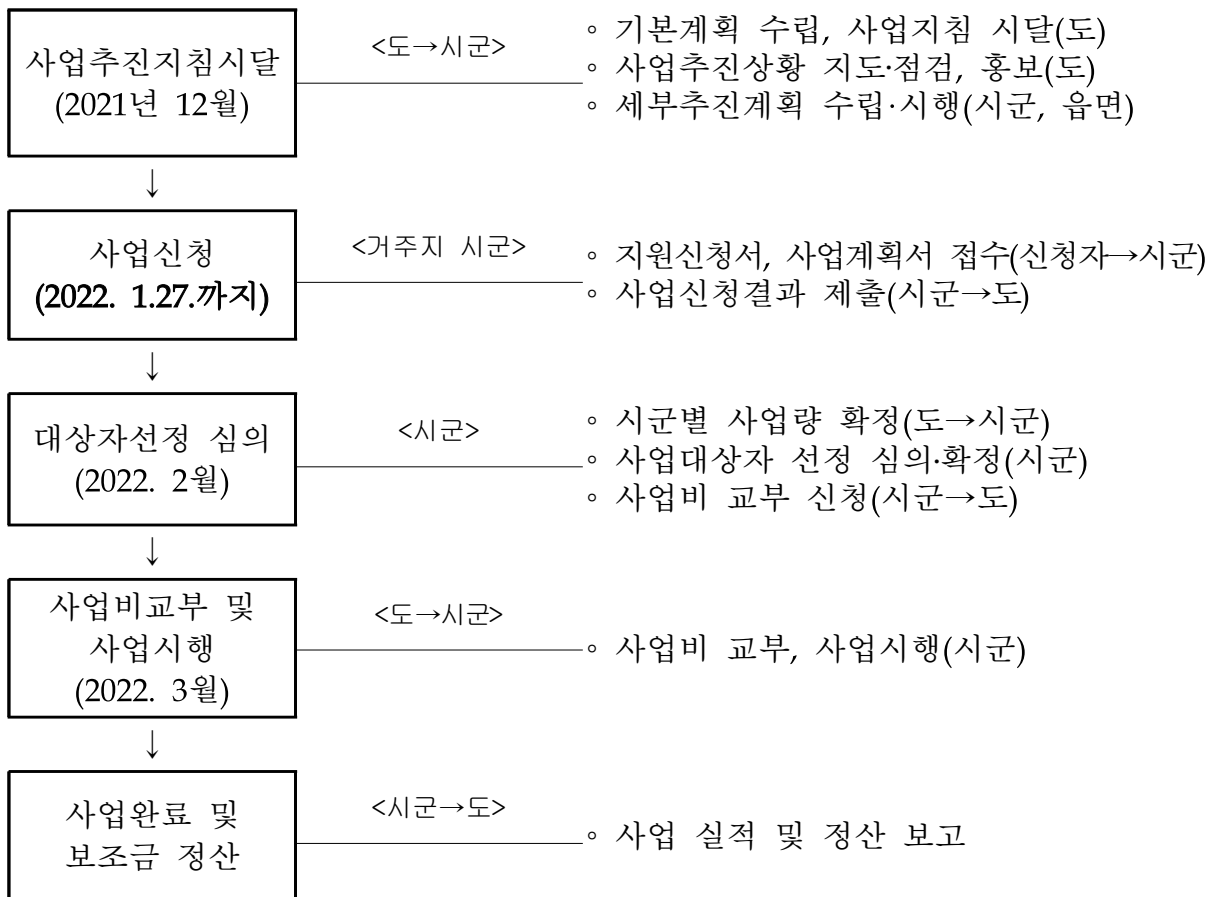 사업추진지침시달
(2021년 12월)
<도→시군>
◦ 기본계획 수립, 사업지침 시달(도)
◦ 사업추진상황 지도·점검, 홍보(도)
◦ 세부추진계획 수립·시행(시군, 읍면)
↓
사업신청
(2022. 1.27.까지)
<거주지 시군>
◦ 지원신청서, 사업계획서 접수(신청자→시군)
◦ 사업신청결과 제출(시군→도)
↓
대상자선정 심의
(2022. 2월)
<시군>
◦ 시군별 사업량 확정(도→시군)
◦ 사업대상자 선정 심의·확정(시군)
◦ 사업비 교부 신청(시군→도)
↓
사업비교부 및
사업시행
(2022. 3월)
<도→시군>
◦ 사업비 교부, 사업시행(시군)
↓
사업완료 및
보조금 정산
<시군→도>
◦ 사업 실적 및 정산 보고